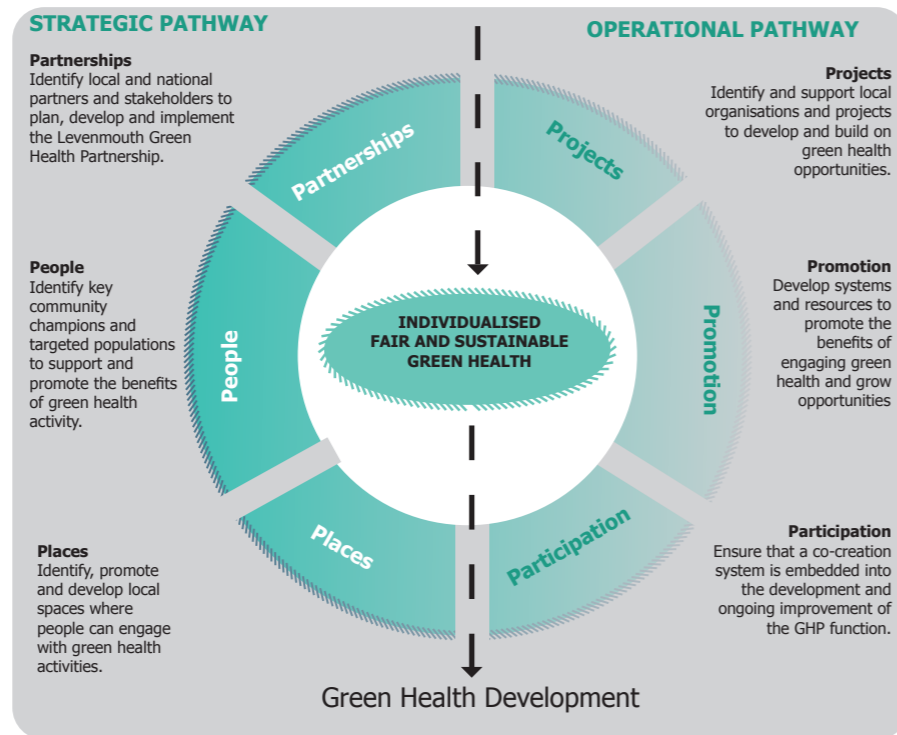 STRATEGIC PATHWAY
Partnerships
Identify local and national
partners and stakeholders to
plan, develop and implement
the Levenmouth Green
Health Partnership.
People
Identify key
community
champions and
targeted populations
to support and
promote the benefits
of green health
activity.
Places
Identify, promote
and develop local
spaces where
people can engage
with green health
activities.
OPERATIONAL PATHWAY
Projects
Identify and support local
organisations and projects
to develop and build on
green health
opportunities.
Promotion
Develop systems
and resources to
promote the
benefits of
engaging green
health and grow
opportunities
Participation
Ensure that a co-creation
system is embedded into
the development and
ongoing improvement of
the GHP function.
Partnerships
People
Places
Projects
Promotion
Participation
INDIVIDUALISED
FAIR AND SUSTAINABLE
GREEN HEALTH
Green Health Development